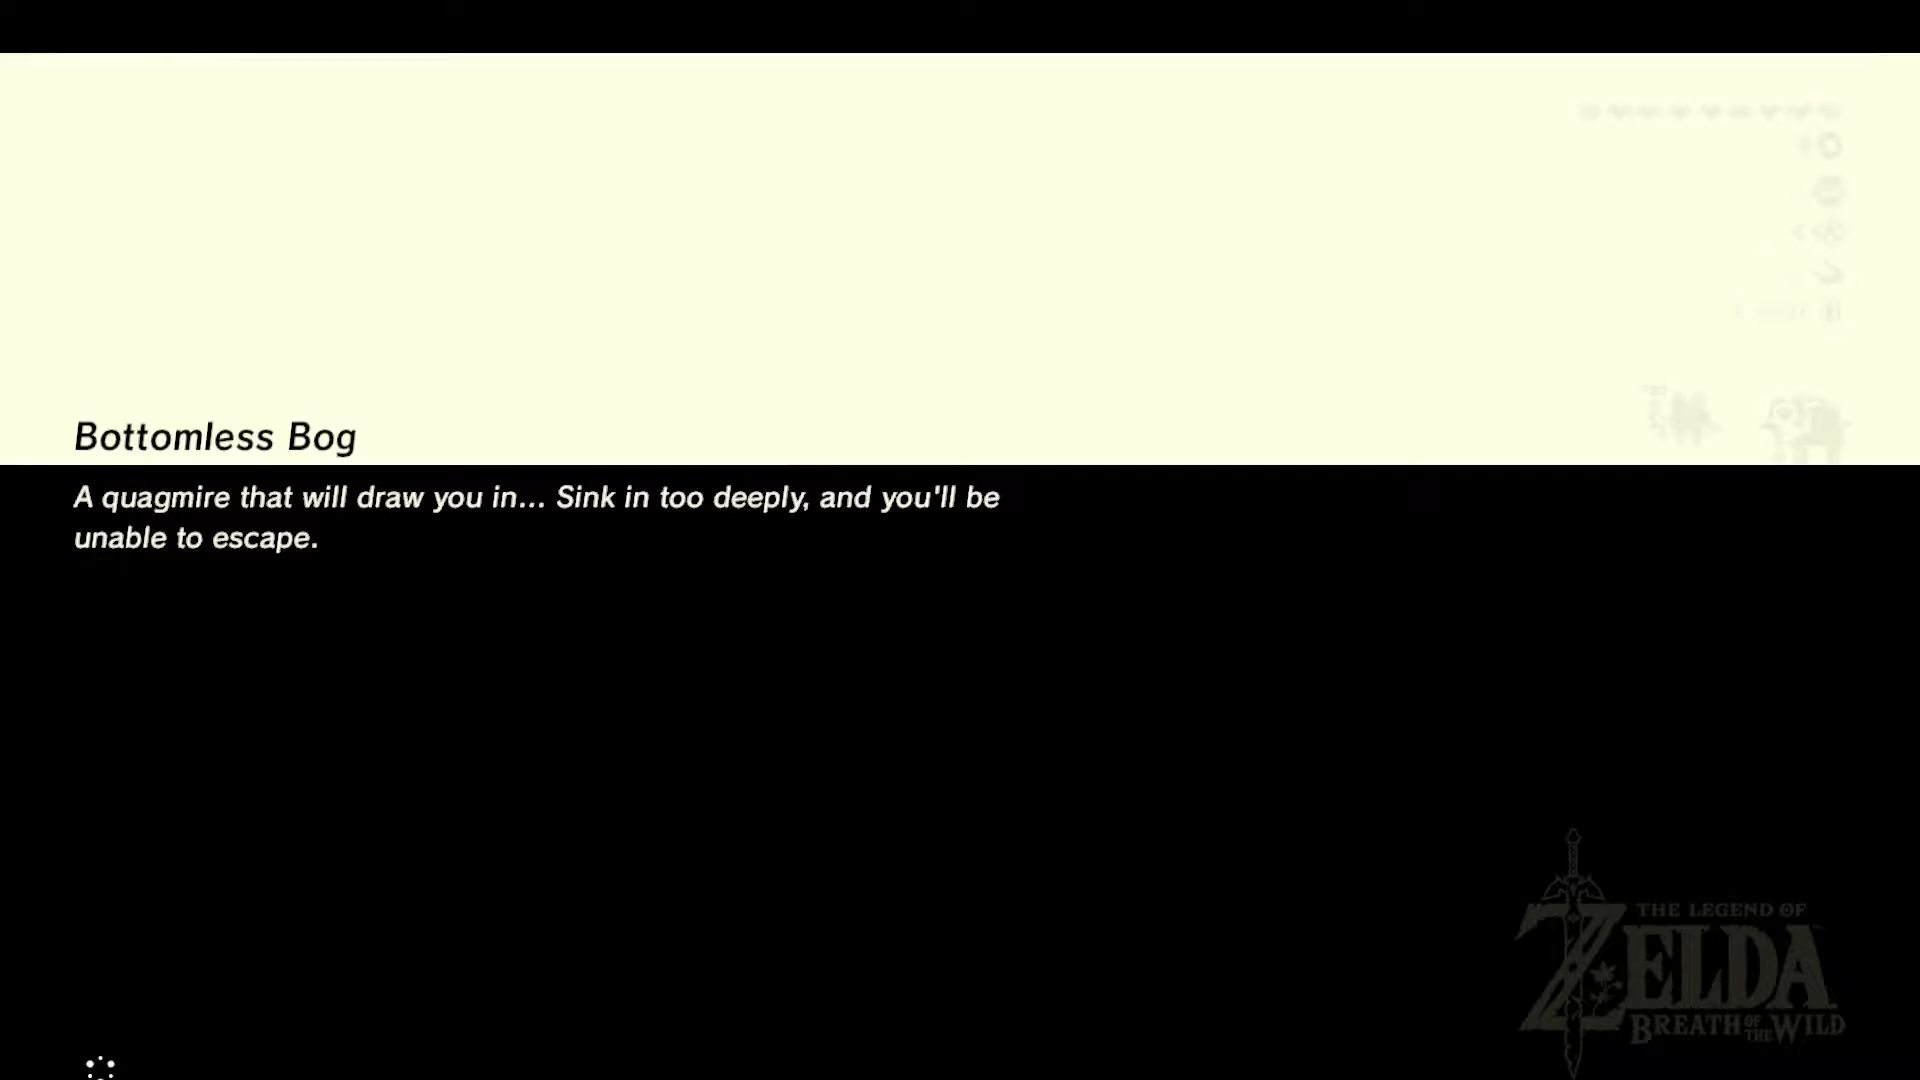 Bottomless Bog
A quagmire that will draw you in... Sink in too deeply, and you'll be
unable to escape.
THE LEGEND OF
ZELDA
BREATH OF THE WILD